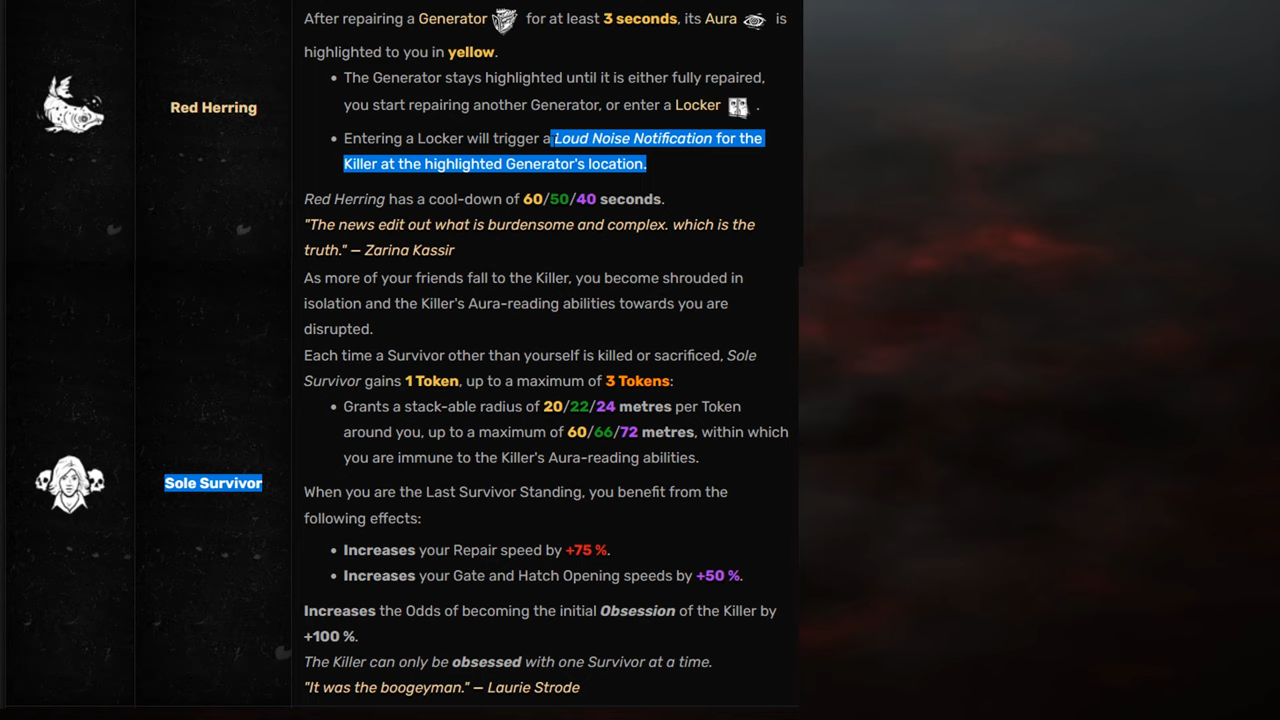 After repairing a Generator for at least 3 seconds, its Aura is
highlighted to you in yellow.
• The Generator stays highlighted until it is either fully repaired,
you start repairing another Generator, or enter a Locker .
Red Herring
• Entering a Locker will trigger a Loud Noise Notification for the
Killer at the highlighted Generator's location.
Red Herring has a cool-down of 60/50/40 seconds.
"The news edit out what is burdensome and complex. which is the
truth." — Zarina Kassir
As more of your friends fall to the Killer, you become shrouded in
isolation and the Killer's Aura-reading abilities towards you are
disrupted.
Each time a Survivor other than yourself is killed or sacrificed, Sole
Survivor gains 1 Token, up to a maximum of 3 Tokens:
• Grants a stack-able radius of 20/22/24 metres per Token
around you, up to a maximum of 60/66/72 metres, within which
you are immune to the Killer's Aura-reading abilities.
Sole Survivor
When you are the Last Survivor Standing, you benefit from the
following effects:
• Increases your Repair speed by +75 %.
• Increases your Gate and Hatch Opening speeds by +50 %.
Increases the Odds of becoming the initial Obsession of the Killer by
+100 %.
The Killer can only be obsessed with one Survivor at a time.
"It was the boogeyman." — Laurie Strode